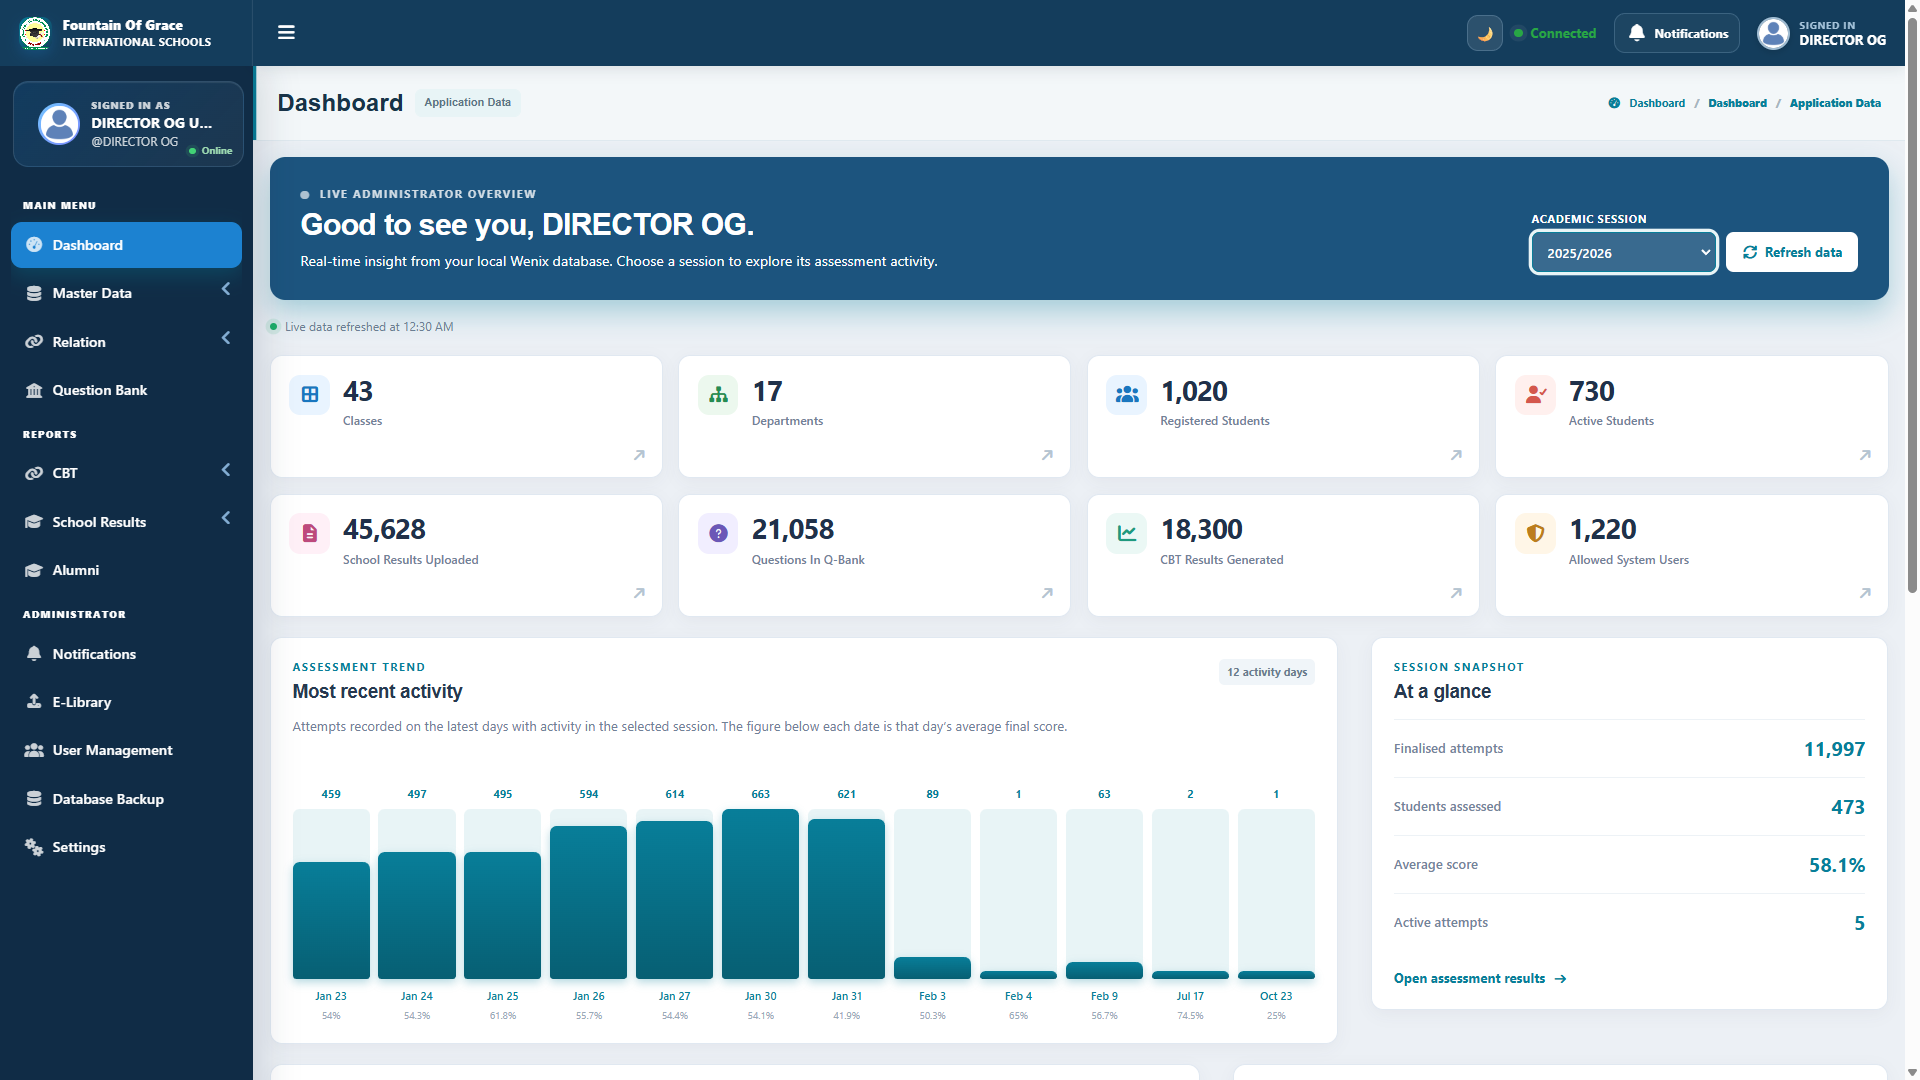 Fountain Of Grace
INTERNATIONAL SCHOOLS
Connected
Notifications
SIGNED IN
DIRECTOR OG
SIGNED IN AS
DIRECTOR OG U...
@DIRECTOR OG
Online
MAIN MENU
Dashboard
Master Data
Relation
Question Bank
REPORTS
CBT
School Results
Alumni
ADMINISTRATOR
Notifications
E-Library
User Management
Database Backup
Settings
Dashboard
Application Data
Dashboard / Dashboard / Application Data
LIVE ADMINISTRATOR OVERVIEW
Good to see you, DIRECTOR OG.
Real-time insight from your local Wenix database. Choose a session to explore its assessment activity.
ACADEMIC SESSION
2025/2026
Refresh data
Live data refreshed at 12:30 AM
43
Classes
17
Departments
1,020
Registered Students
730
Active Students
45,628
School Results Uploaded
21,058
Questions In Q-Bank
18,300
CBT Results Generated
1,220
Allowed System Users
ASSESSMENT TREND
Most recent activity
12 activity days
Attempts recorded on the latest days with activity in the selected session. The figure below each date is that day's average final score.
459 497 495 594 614 663 621 89 1 63 2 1
Jan 23 Jan 24 Jan 25 Jan 26 Jan 27 Jan 30 Jan 31 Feb 3 Feb 4 Feb 9 Jul 17 Oct 23
54% 54.3% 61.8% 55.7% 54.4% 54.1% 41.9% 50.3% 65% 56.7% 74.5% 25%
SESSION SNAPSHOT
At a glance
Finalised attempts 11,997
Students assessed 473
Average score 58.1%
Active attempts 5
Open assessment results →